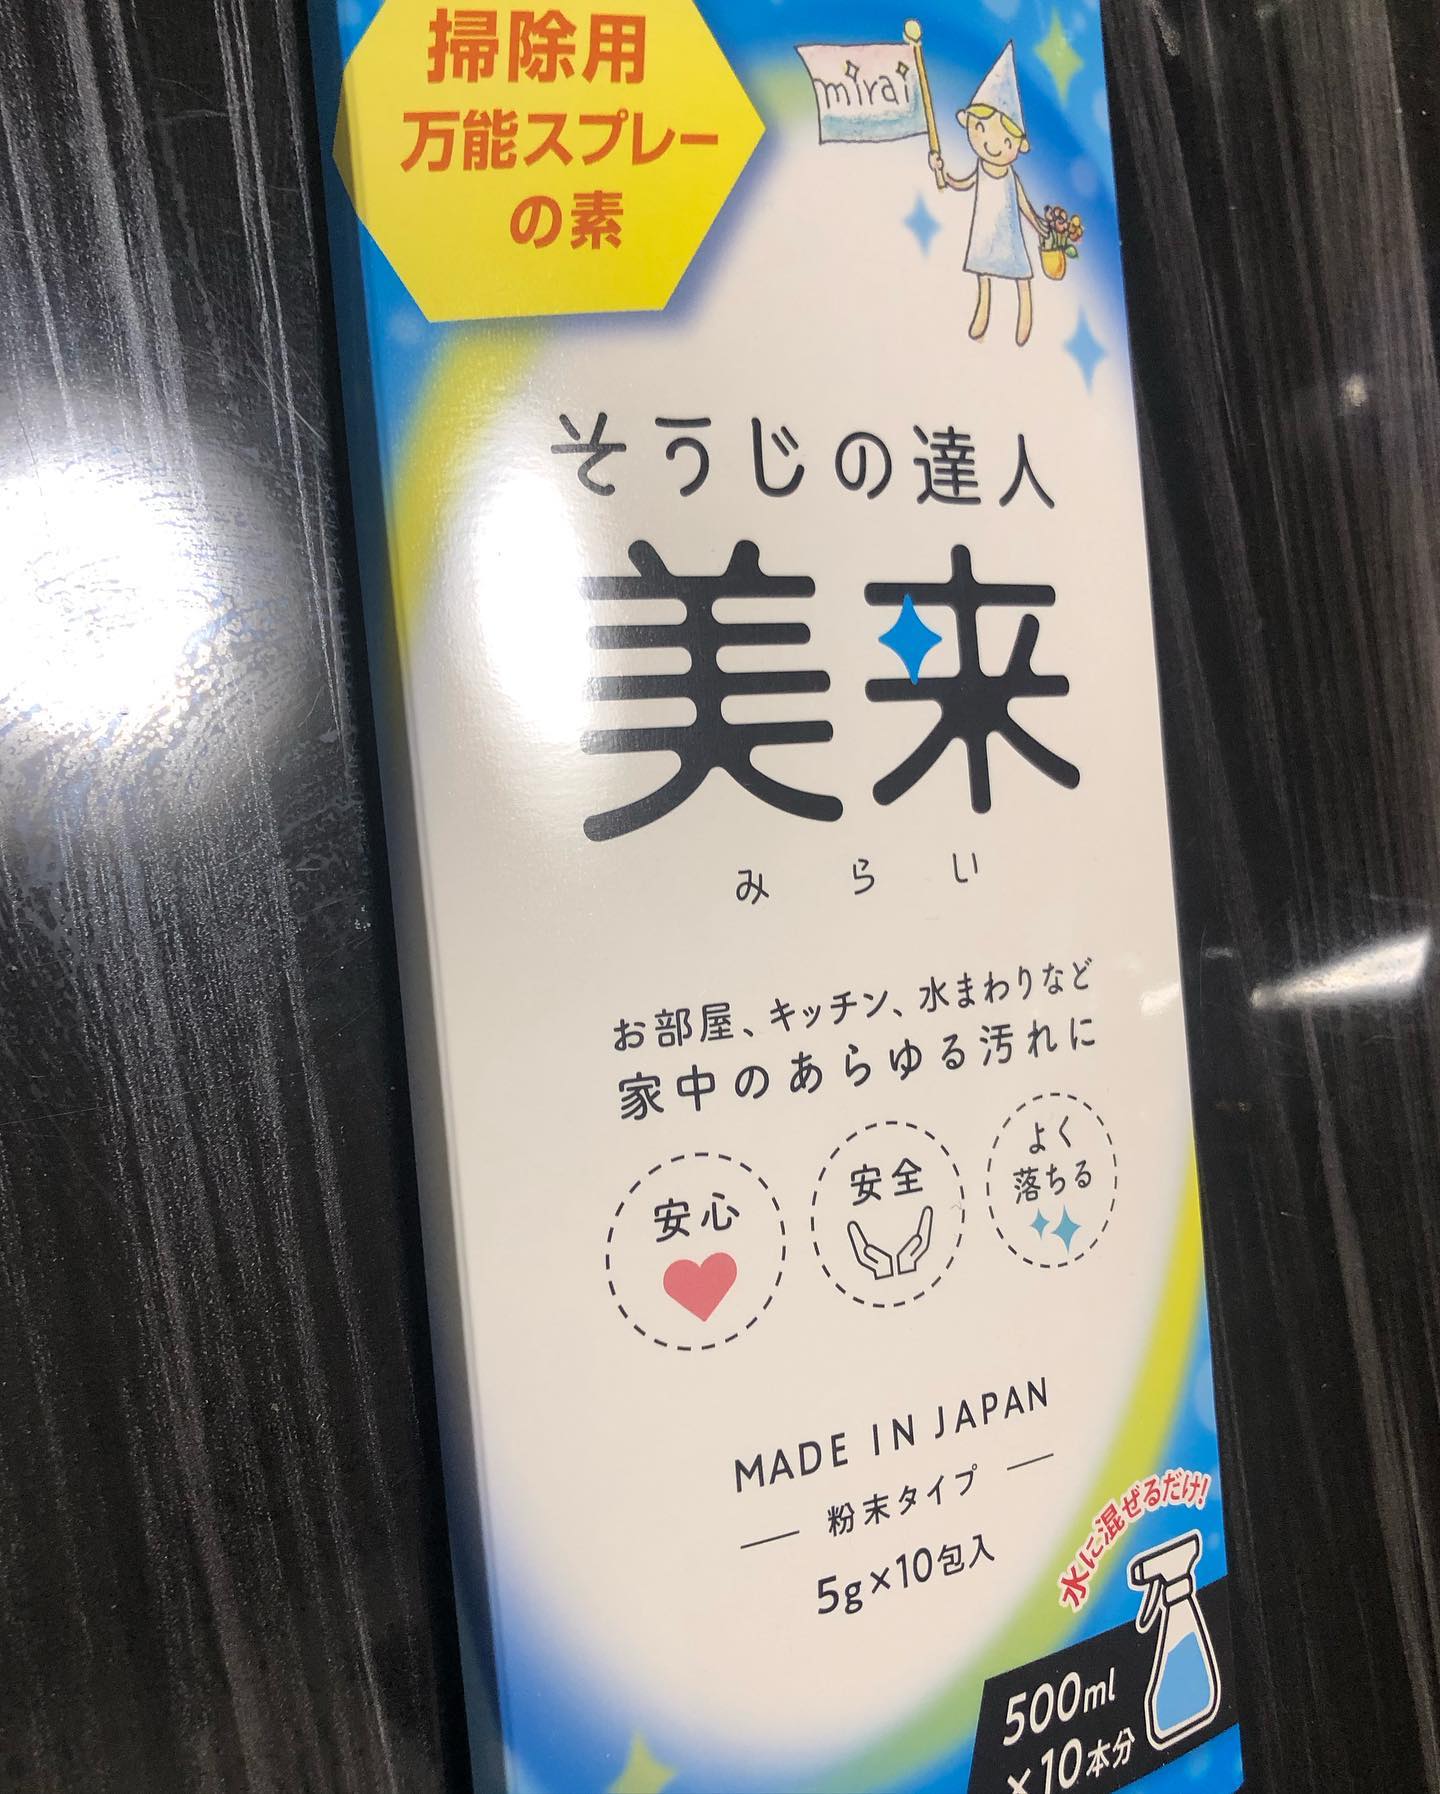 掃除用
万能スプレー
の素
mirai
そうじの達人
美来
みらい
お部屋、キッチン、水まわりなど
家中のあらゆる汚れに
安心
安全
よく
落ちる
MADE IN JAPAN
粉末タイプ
5g×10包入
水に混ぜるだけ!
500ml
×10本分